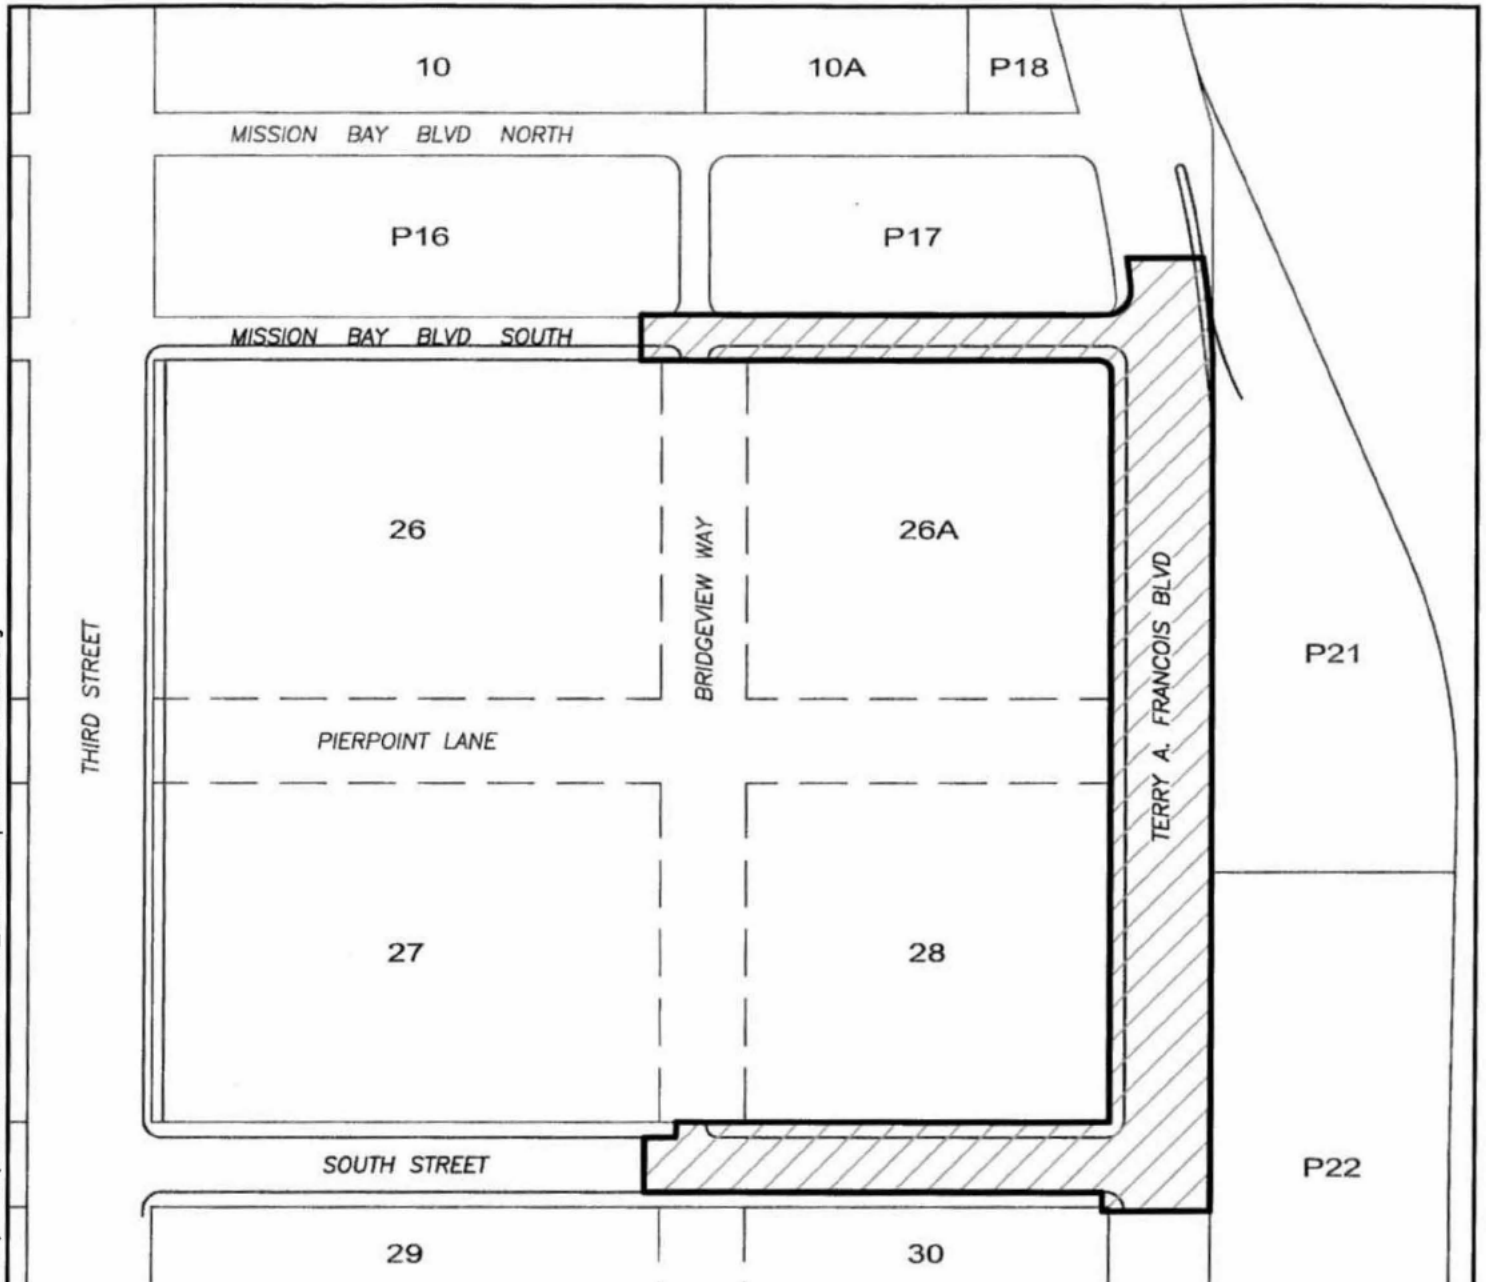 10
10A
P18
MISSION BAY BLVD NORTH
P16
P17
MISSION BAY BLVD SOUTH
26
26A
BRIDGEVIEW WAY
TERRY A. FRANCOIS BLVD
THIRD STREET
P21
PIERPOINT LANE
27
28
SOUTH STREET
P22
29
30